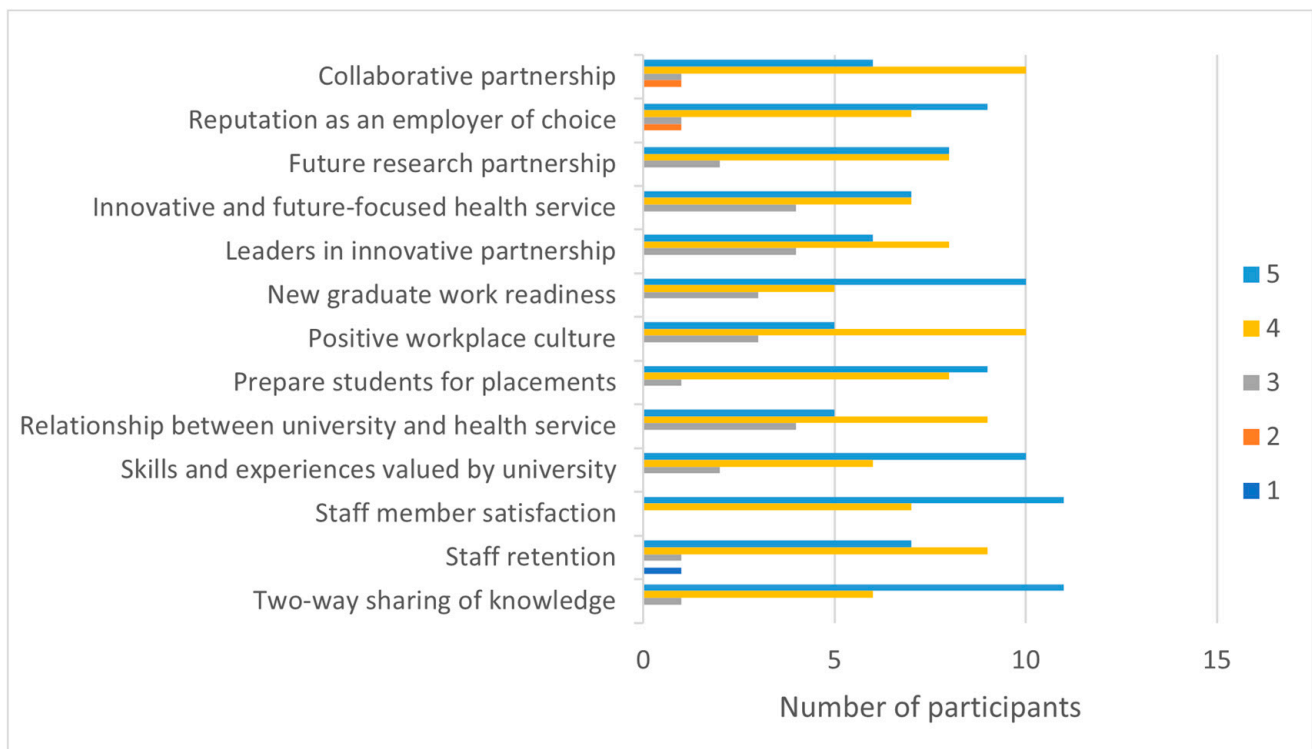 Collaborative partnership
Reputation as an employer of choice
Future research partnership
Innovative and future-focused health service
Leaders in innovative partnership
New graduate work readiness
Positive workplace culture
Prepare students for placements
Relationship between university and health service
Skills and experiences valued by university
Staff member satisfaction
Staff retention
Two-way sharing of knowledge
0 5 10 15
Number of participants
5
4
3
2
1